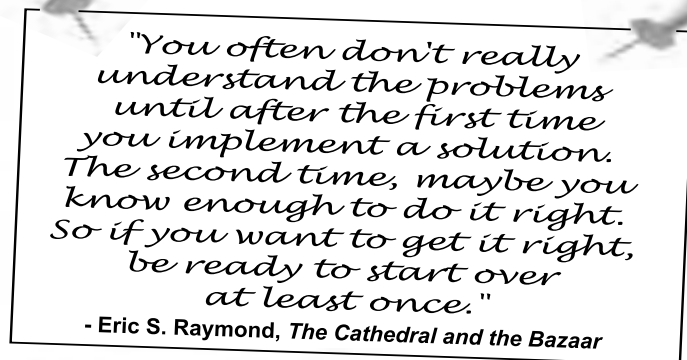 "You often don't really
understand the problems
until after the first time
you implement a solution.
The second time, maybe you
know enough to do it right.
So if you want to get it right,
be ready to start over
at least once."
- Eric S. Raymond, The Cathedral and the Bazaar